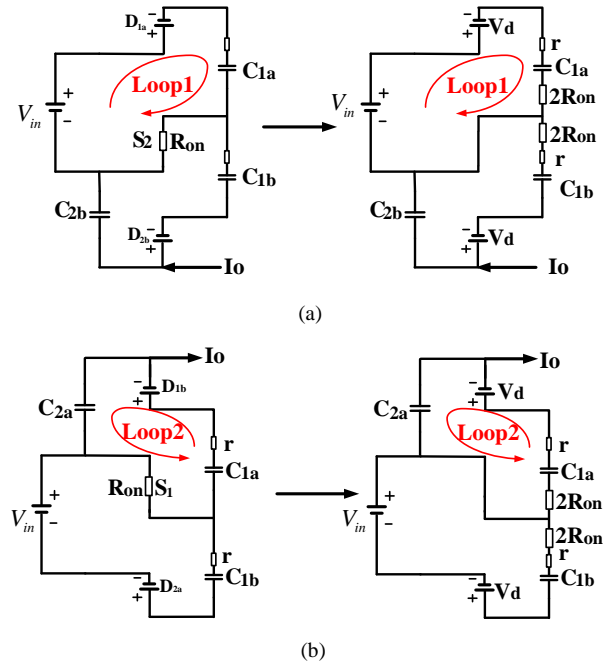 − D1a +
Vin + −
Loop1
C1a
S2 Ron
C1b
C2b
− D2b +
Io
− Vd +
r
Vin + −
Loop1
C1a
2Ron
2Ron
r
C2b
C1b
− Vd +
Io
(a)
Io
− D1b +
C2a
Loop2
r
C1a
Ron S1
Vin + −
r
C1b
− D2a +
Io
− Vd +
C2a
Loop2
r
C1a
2Ron
2Ron
r
Vin + −
C1b
− Vd +
(b)